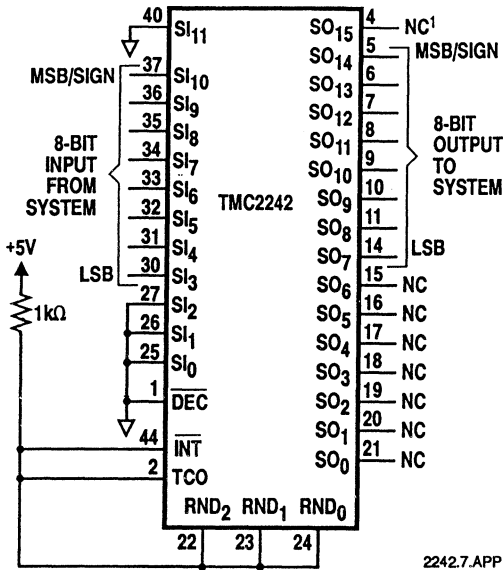 40 SI11 SO15 4 NC1
MSB/SIGN 37 SI10 SO14 5 MSB/SIGN
36 SI9 SO13 6
35 SI8 SO12 7
8-BIT INPUT FROM SYSTEM
34 SI7 SO11 8
8-BIT OUTPUT TO SYSTEM
33 SI6 SO10 9
TMC2242
32 SI5 SO9 10
31 SI4 SO8 11
LSB 30 SI3 SO7 14 LSB
+5V
1kΩ
27 SI2 SO6 15 NC
26 SI1 SO5 16 NC
25 SI0 SO4 17 NC
SO3 18 NC
1 DEC SO2 19 NC
44 INT SO1 20 NC
2 TCO SO0 21 NC
RND2 RND1 RND0
22 23 24
2242.7.APP